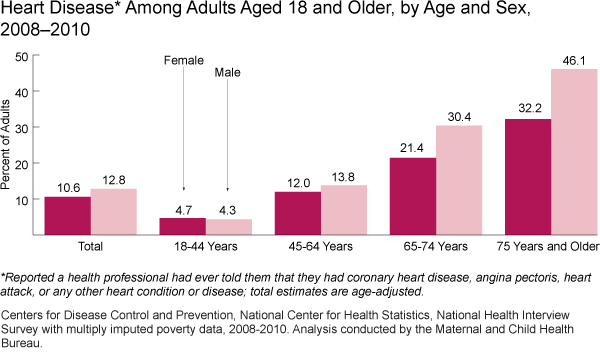 Heart Disease* Among Adults Aged 18 and Older, by Age and Sex,
2008–2010
Percent of Adults
50
40
30
20
10
Female
Male
10.6
12.8
4.7
4.3
12.0
13.8
21.4
30.4
32.2
46.1
Total
18-44 Years
45-64 Years
65-74 Years
75 Years and Older
*Reported a health professional had ever told them that they had coronary heart disease, angina pectoris, heart
attack, or any other heart condition or disease; total estimates are age-adjusted.
Centers for Disease Control and Prevention, National Center for Health Statistics, National Health Interview
Survey with multiply imputed poverty data, 2008-2010. Analysis conducted by the Maternal and Child Health
Bureau.